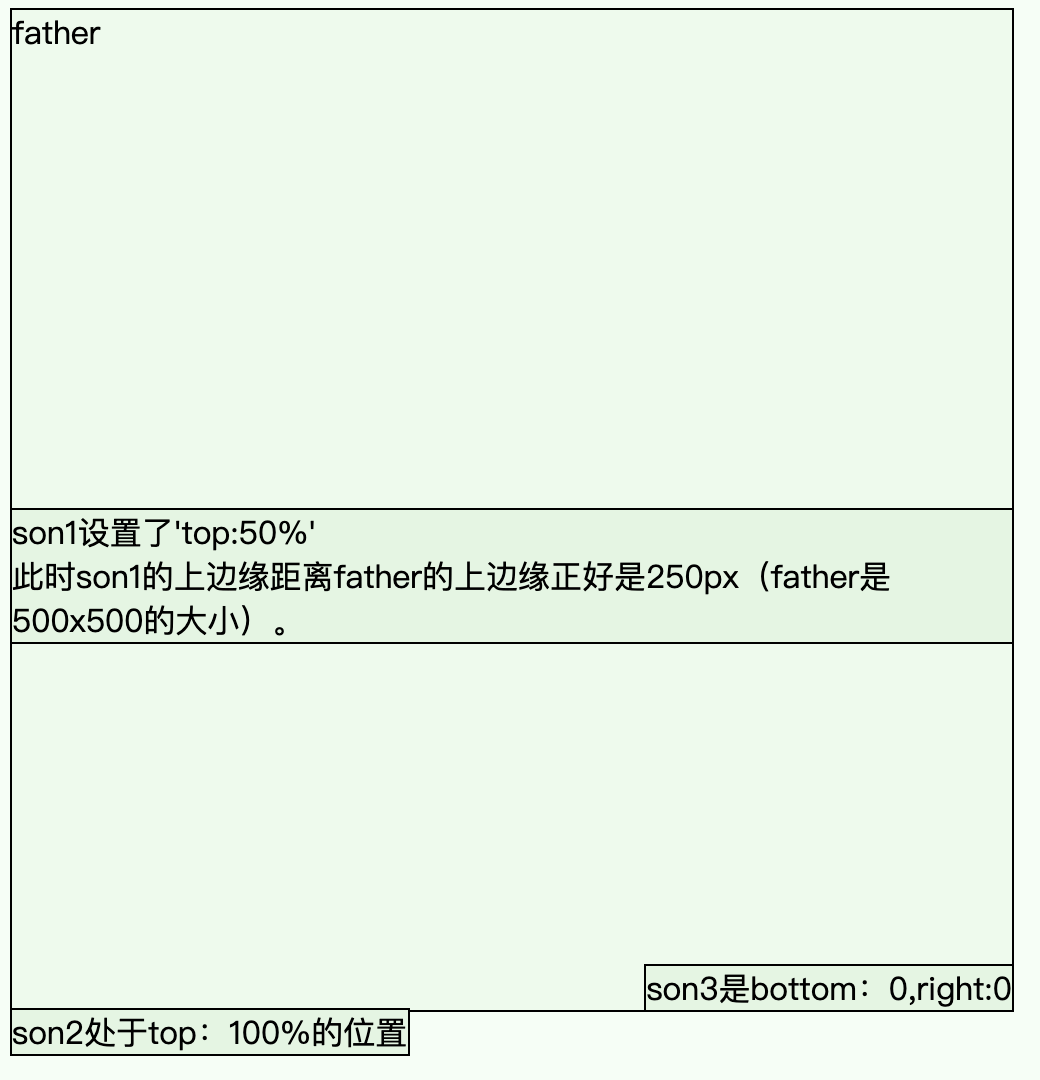 father
son1设置了'top:50%'
此时son1的上边缘距离father的上边缘正好是250px（father是
500x500的大小）。
son3是bottom：0,right:0
son2处于top：100%的位置